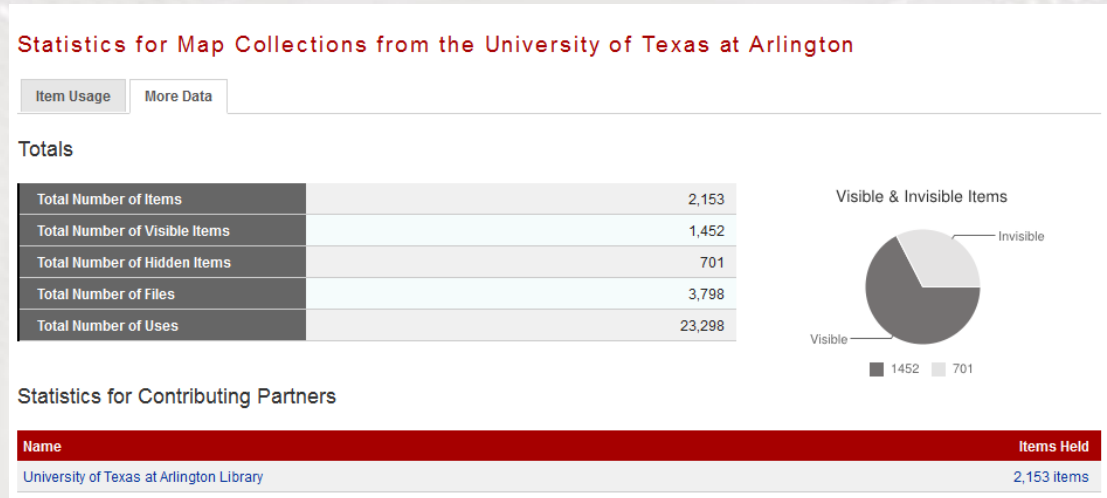 Statistics for Map Collections from the University of Texas at Arlington
Item Usage More Data
Totals
Total Number of Items 2,153
Total Number of Visible Items 1,452
Total Number of Hidden Items 701
Total Number of Files 3,798
Total Number of Uses 23,298
Visible & Invisible Items
Invisible
Visible
1452 701
Statistics for Contributing Partners
Name Items Held
University of Texas at Arlington Library 2,153 items